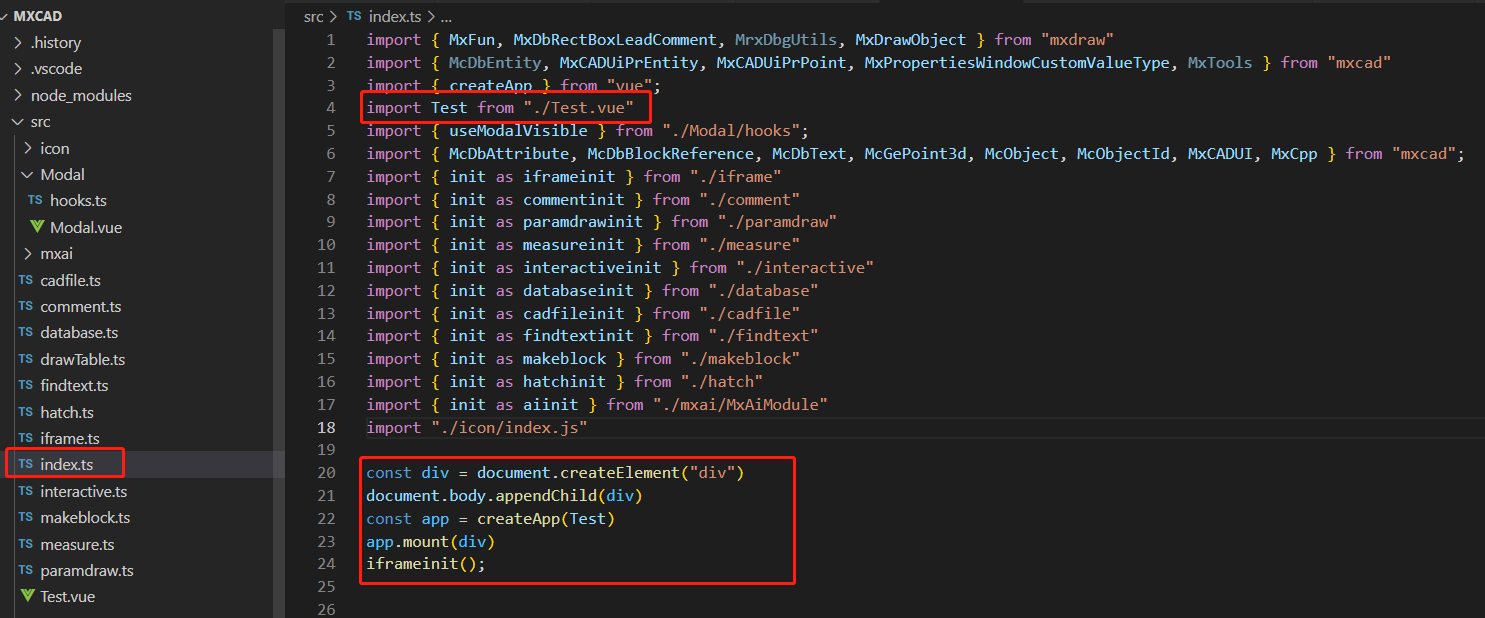 MXCAD
.history
.vscode
node_modules
src
icon
Modal
TS hooks.ts
Modal.vue
mxai
TS cadfile.ts
TS comment.ts
TS database.ts
TS drawTable.ts
TS findtext.ts
TS hatch.ts
TS iframe.ts
TS index.ts
TS interactive.ts
TS makeblock.ts
TS measure.ts
TS paramdraw.ts
Test.vue
src > TS index.ts > ...
1 import { MxFun, MxDbRectBoxLeadComment, MrxDbgUtils, MxDrawObject } from "mxdraw"
2 import { McDbEntity, MxCADUiPrEntity, MxCADUiPrPoint, MxPropertiesWindowCustomValueType, MxTools } from "mxcad"
3 import { createApp } from "vue";
4 import Test from "./Test.vue"
5 import { useModalVisible } from "./Modal/hooks";
6 import { McDbAttribute, McDbBlockReference, McDbText, McGePoint3d, McObject, McObjectId, MxCADUI, MxCpp } from "mxcad";
7 import { init as iframeinit } from "./iframe"
8 import { init as commentinit } from "./comment"
9 import { init as paramdrawinit } from "./paramdraw"
10 import { init as measureinit } from "./measure"
11 import { init as interactiveinit } from "./interactive"
12 import { init as databaseinit } from "./database"
13 import { init as cadfileinit } from "./cadfile"
14 import { init as findtextinit } from "./findtext"
15 import { init as makeblock } from "./makeblock"
16 import { init as hatchinit } from "./hatch"
17 import { init as aiinit } from "./mxai/MxAiModule"
18 import "./icon/index.js"
19
20 const div = document.createElement("div")
21 document.body.appendChild(div)
22 const app = createApp(Test)
23 app.mount(div)
24 iframeinit();
25
26